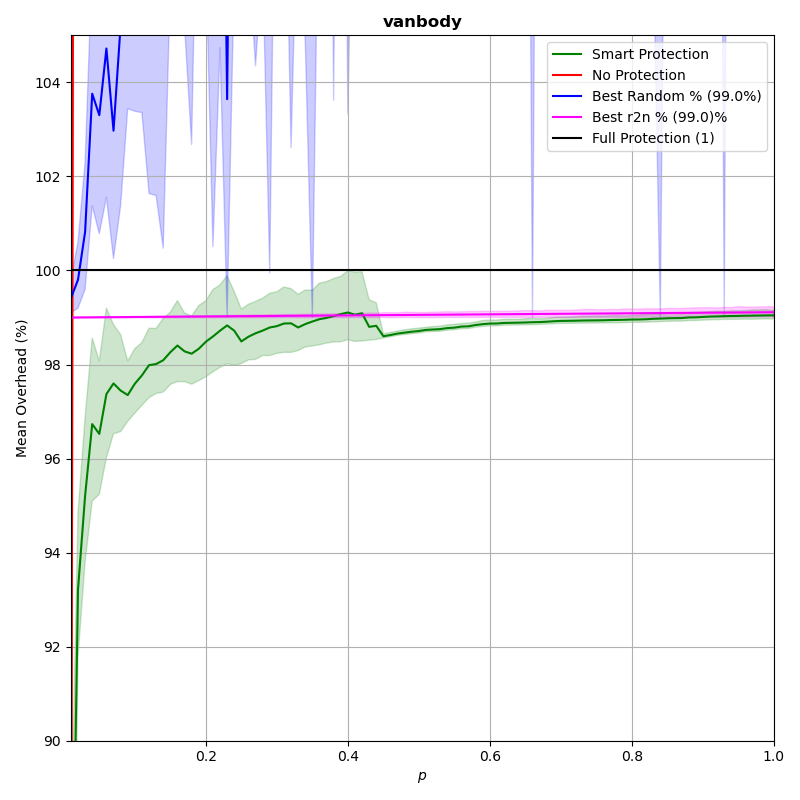 vanbody
Smart Protection
No Protection
Best Random % (99.0%)
Best r2n % (99.0)%
Full Protection (1)
Mean Overhead (%)
104
102
100
98
96
94
92
90
0.2
0.4
0.6
0.8
1.0
p